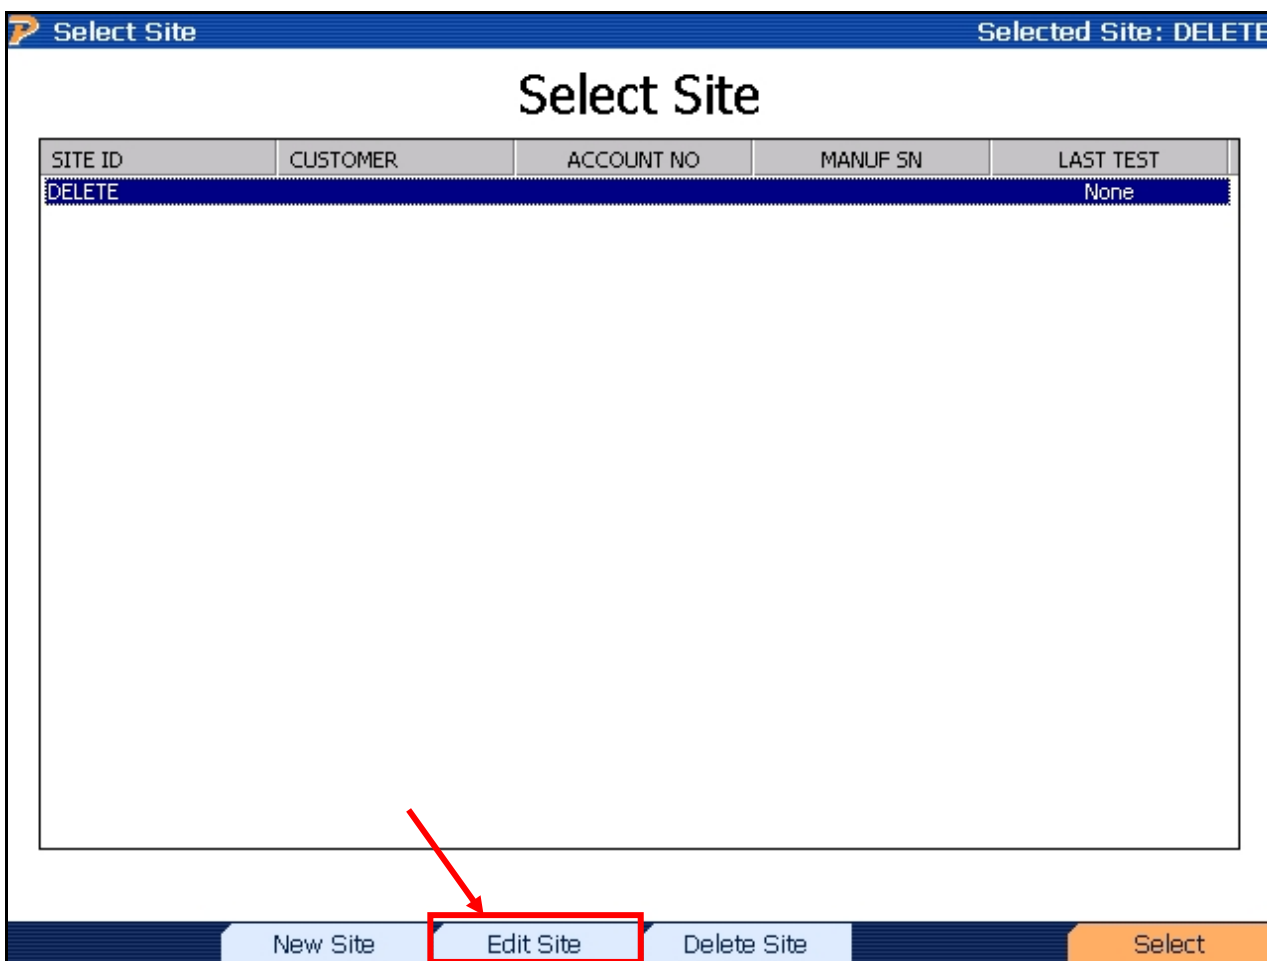 Select Site Selected Site: DELETE
Select Site
SITE ID CUSTOMER ACCOUNT NO MANUF SN LAST TEST
DELETE None
New Site Edit Site Delete Site Select